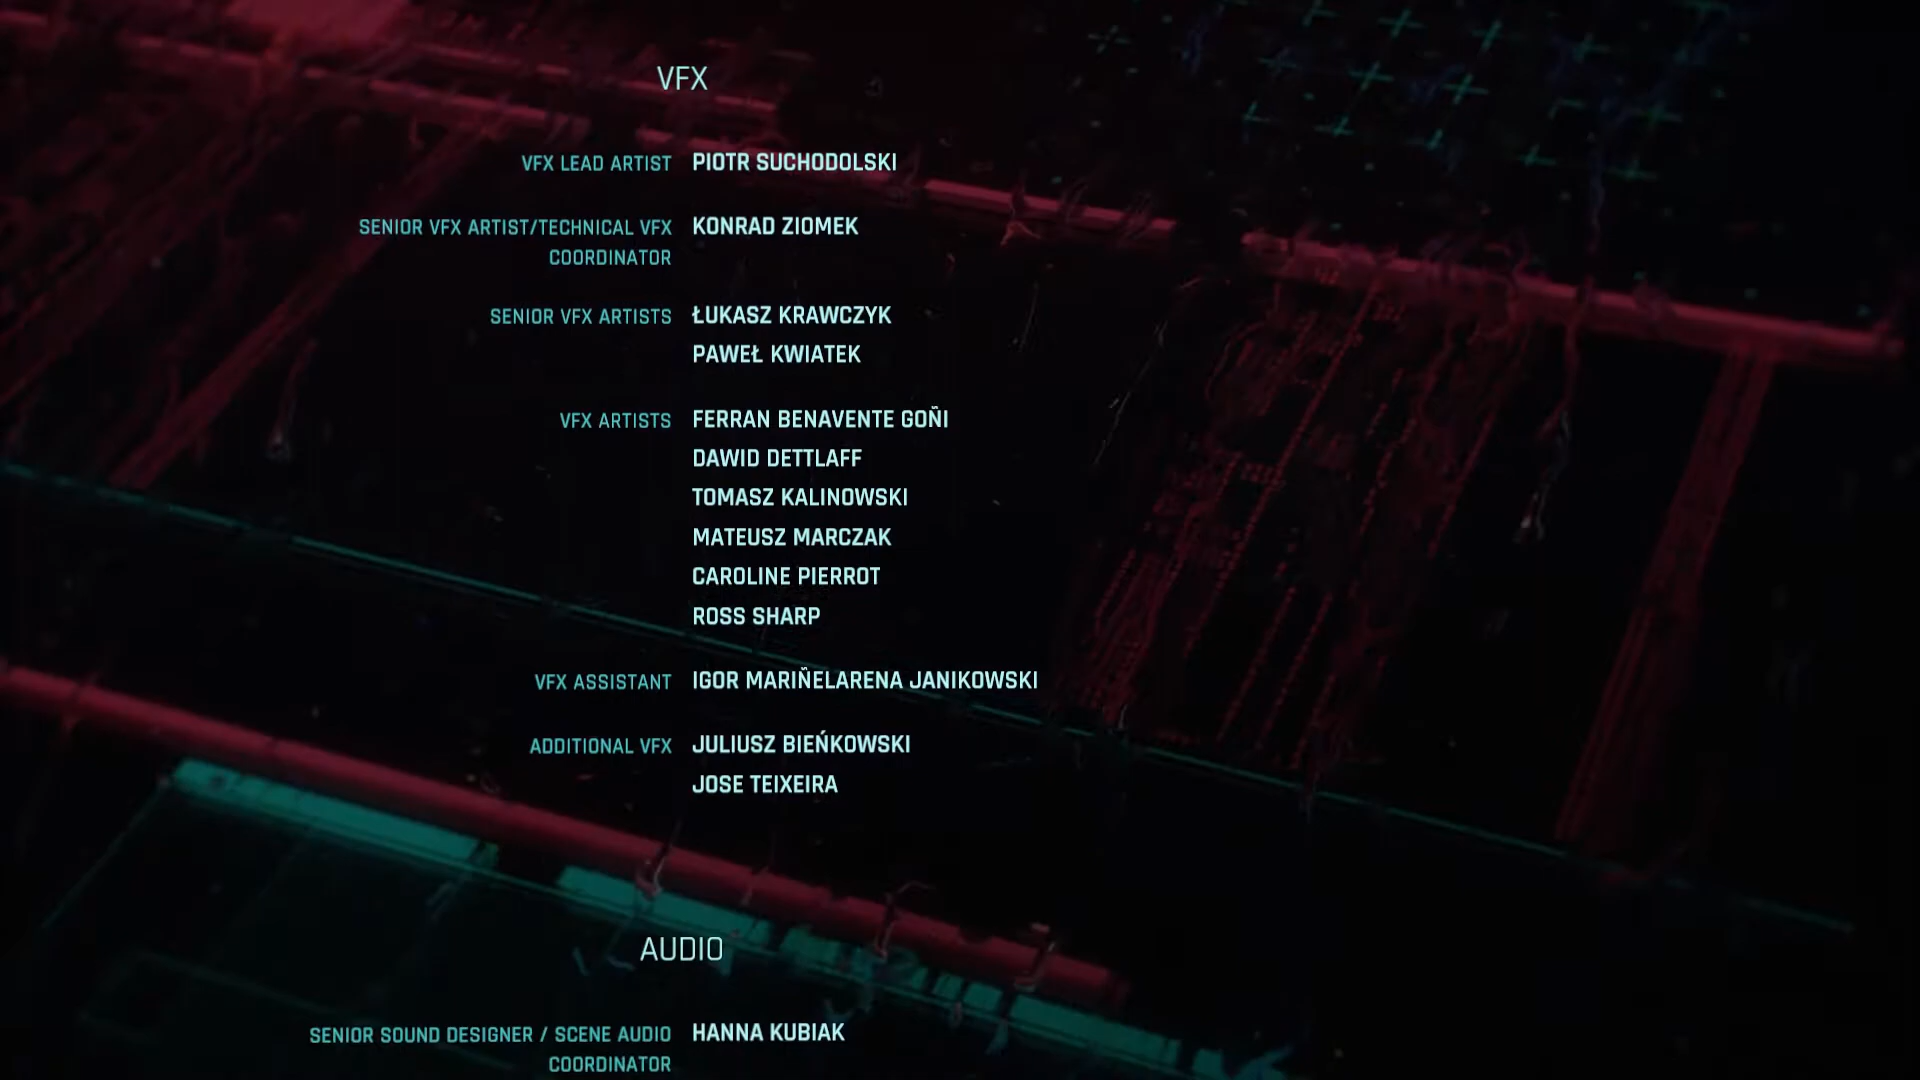 VFX
VFX LEAD ARTIST PIOTR SUCHODOLSKI
SENIOR VFX ARTIST/TECHNICAL VFX KONRAD ZIOMEK
COORDINATOR
SENIOR VFX ARTISTS ŁUKASZ KRAWCZYK
PAWEŁ KWIATEK
VFX ARTISTS FERRAN BENAVENTE GOÑI
DAWID DETTLAFF
TOMASZ KALINOWSKI
MATEUSZ MARCZAK
CAROLINE PIERROT
ROSS SHARP
VFX ASSISTANT IGOR MARIÑELARENA JANIKOWSKI
ADDITIONAL VFX JULIUSZ BIEŃKOWSKI
JOSE TEIXEIRA
AUDIO
SENIOR SOUND DESIGNER / SCENE AUDIO HANNA KUBIAK
COORDINATOR